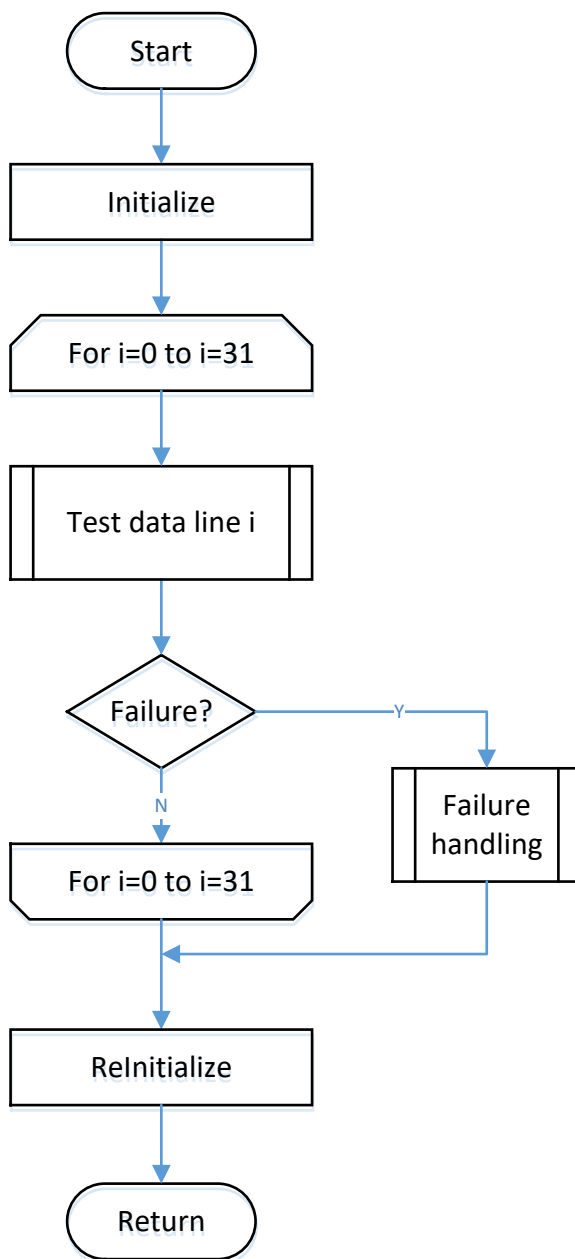 Start
Initialize
For i=0 to i=31
Test data line i
Failure?
Y
N
Failure
handling
For i=0 to i=31
ReInitialize
Return